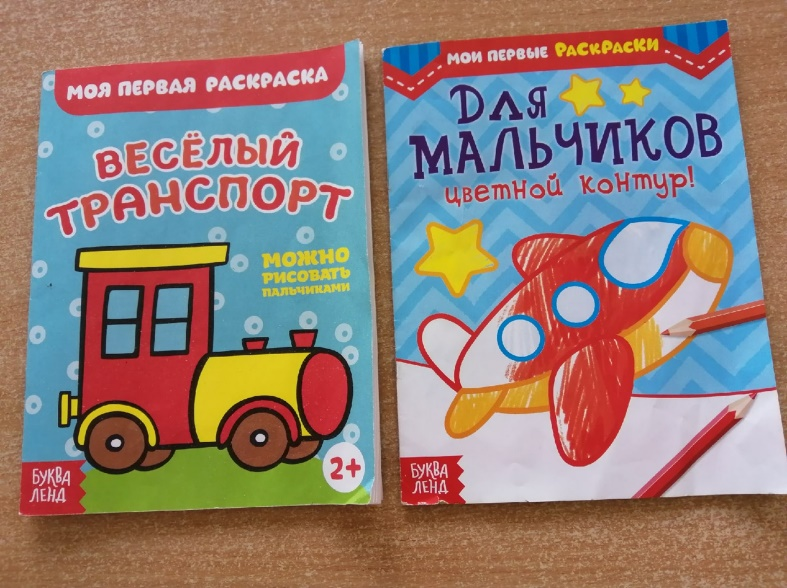 МОЯ ПЕРВАЯ РАСКРАСКА
ВЕСЁЛЫЙ
ТРАНСПОРТ
МОЖНО
РИСОВАТЬ
ПАЛЬЧИКАМИ
БУКВА
ЛЕНД
2+
МОИ ПЕРВЫЕ РАСКРАСКИ
ДЛЯ
МАЛЬЧИКОВ
ЦВЕТНОЙ КОНТУР!
БУКВА
ЛЕНД